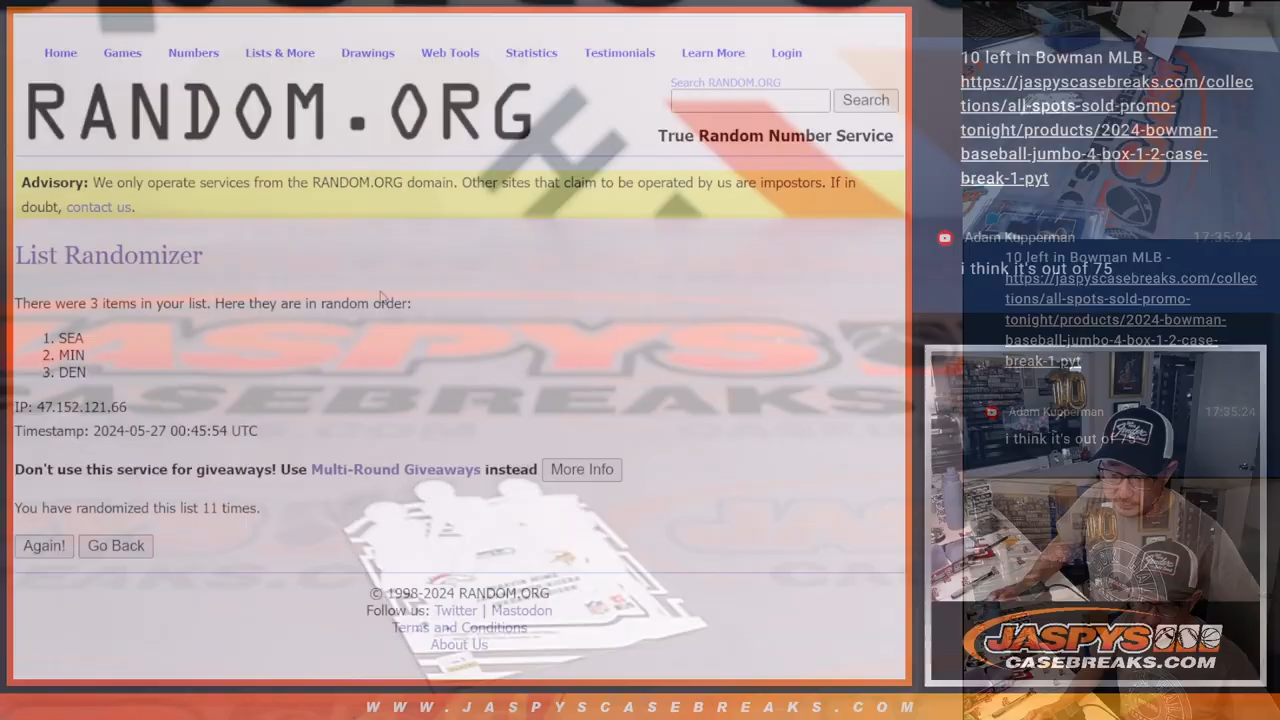 Home Games Numbers Lists & More Drawings Web Tools Statistics Testimonials Learn More Login
RANDOM.ORG
Search RANDOM.ORG
Search
True Random Number Service
Advisory: We only operate services from the RANDOM.ORG domain. Other sites that claim to be operated by us are impostors. If in
doubt, contact us.
List Randomizer
There were 3 items in your list. Here they are in random order:
1. SEA
2. MIN
3. DEN
IP: 47.152.121.66
Timestamp: 2024-05-27 00:45:54 UTC
Don't use this service for giveaways! Use Multi-Round Giveaways instead More Info
You have randomized this list 11 times.
Again! Go Back
© 1998-2024 RANDOM.ORG
Follow us: Twitter | Mastodon
Terms and Conditions
About Us
JASPYS
CASEBREAKS
10 left in Bowman MLB -
https://jaspyscasebreaks.com/collec
tions/all-spots-sold-promo-
tonight/products/2024-bowman-
baseball-jumbo-4-box-1-2-case-
break-1-pyt
Adam Kupperman 17:35:24
i think it's out of 75
10 left in Bowman MLB -
https://jaspyscasebreaks.com/collec
tions/all-spots-sold-promo-
tonight/products/2024-bowman-
baseball-jumbo-4-box-1-2-case-
break-1-pyt
Adam Kupperman 17:35:24
i think it's out of 75
10
JASPYS
CASEBREAKS.COM
WWW.JASPYSCASEBREAKS.COM